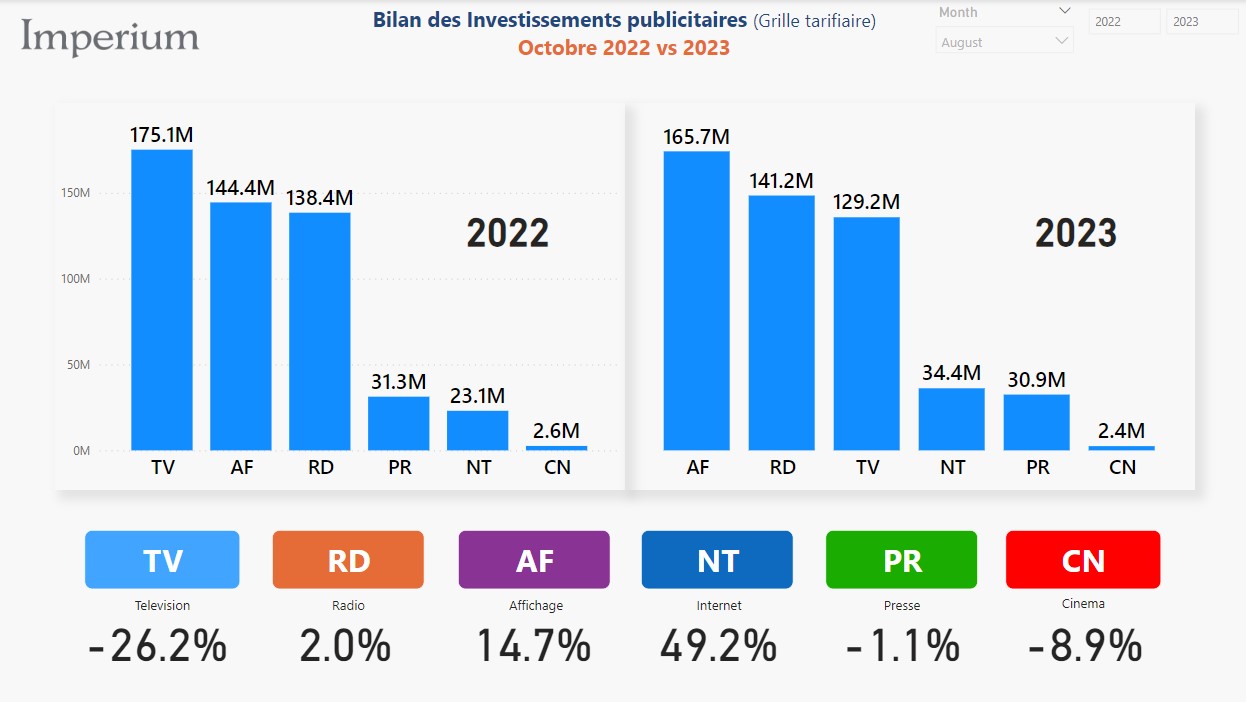 Imperium
Bilan des Investissements publicitaires (Grille tarifiaire)
Octobre 2022 vs 2023
Month
August
2022
2023
175.1M
144.4M
138.4M
31.3M
23.1M
2.6M
150M
100M
50M
0M
2022
TV AF RD PR NT CN
165.7M
141.2M
129.2M
34.4M
30.9M
2.4M
2023
AF RD TV NT PR CN
TV RD AF NT PR CN
Television Radio Affichage Internet Presse Cinema
-26.2% 2.0% 14.7% 49.2% -1.1% -8.9%